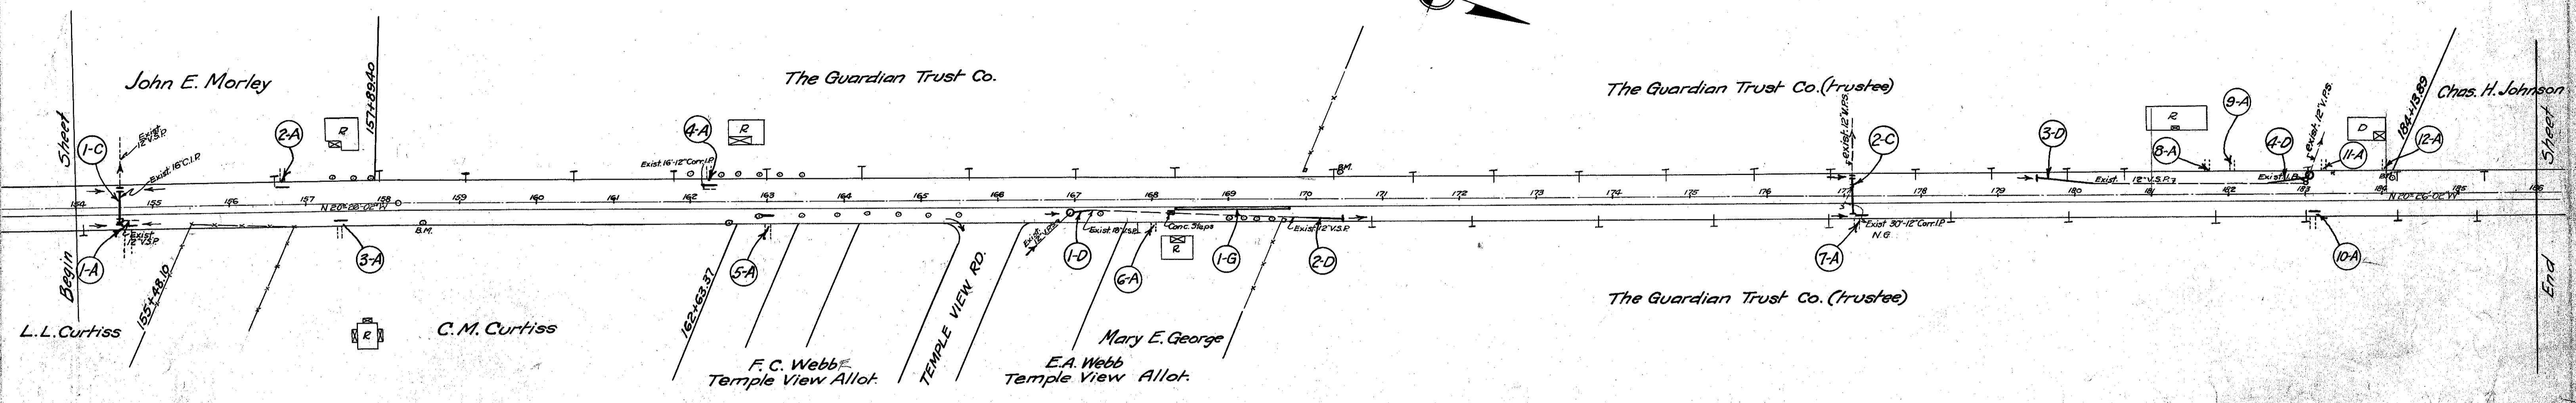 John E. Morley
The Guardian Trust Co.
The Guardian Trust Co. (trustee)
Chas. H. Johnson
Sheet
157+89.40
184+13.89
Sheet
1-C
Exist.
12" V.S.P.
Exist. 16" C.I.P.
2-A
R
4-A
R
Exist. 16'-12" Corr. I.P.
B.M.
exist. 12" V.P.S.
2-C
3-D
R
8-A
9-A
4-D
exist. 12" V.P.S.
D
11-A
12-A
Exist. 12" V.S.P.
154 155 156 157 158 159 160 161 162 163 164 165 166 167 168 169 170 171 172 173 174 175 176 177 178 179 180 181 182 183 184 185 186
N 20°-26'-02" W
N 20°-26'-02" W
Exist.
12" V.S.P.
B.M.
Exist. 18" V.S.P.
Conc. Steps
Exist. 12" V.S.P.
Exist 30'-12" Corr. I.P.
N.G.
1-A
3-A
5-A
1-D
6-A
R
1-G
2-D
7-A
10-A
Begin
155+48.10
162+63.37
TEMPLE VIEW RD.
End
L.L. Curtiss
R
C.M. Curtiss
Mary E. George
The Guardian Trust Co. (trustee)
F. C. Webb
Temple View Allot.
E.A. Webb
Temple View Allot.